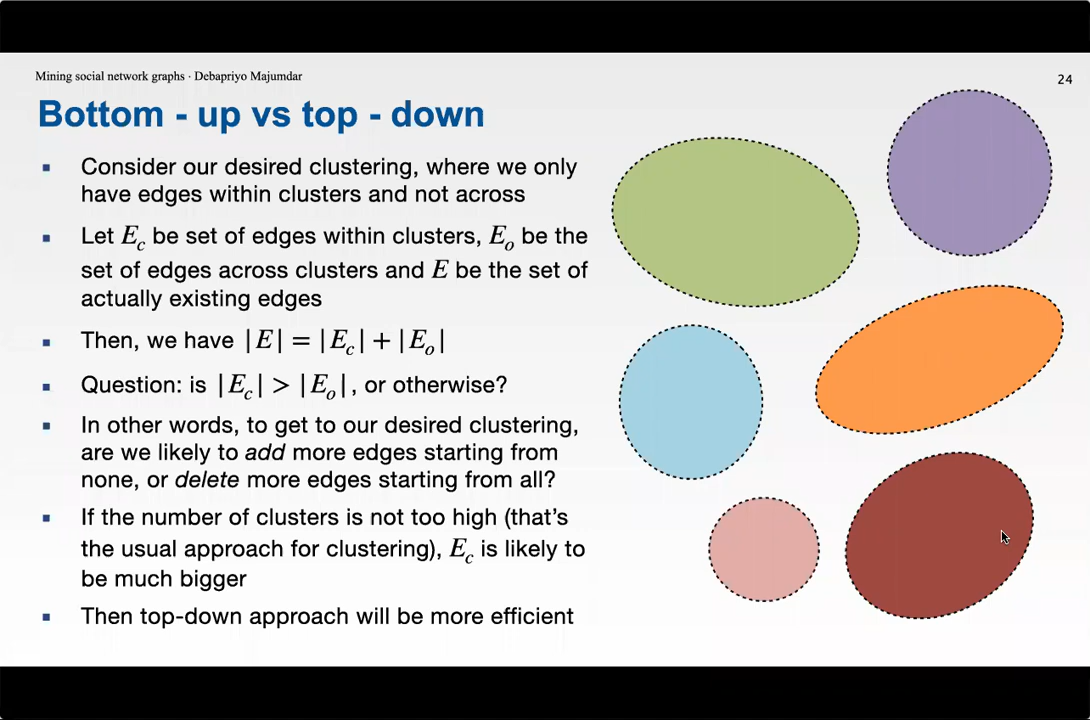 Mining social network graphs · Debapriyo Majumdar
24
Bottom - up vs top - down
▪ Consider our desired clustering, where we only
have edges within clusters and not across
▪ Let E_c be set of edges within clusters, E_o be the
set of edges across clusters and E be the set of
actually existing edges
▪ Then, we have |E| = |E_c| + |E_o|
▪ Question: is |E_c| > |E_o|, or otherwise?
▪ In other words, to get to our desired clustering,
are we likely to add more edges starting from
none, or delete more edges starting from all?
▪ If the number of clusters is not too high (that's
the usual approach for clustering), E_c is likely to
be much bigger
▪ Then top-down approach will be more efficient